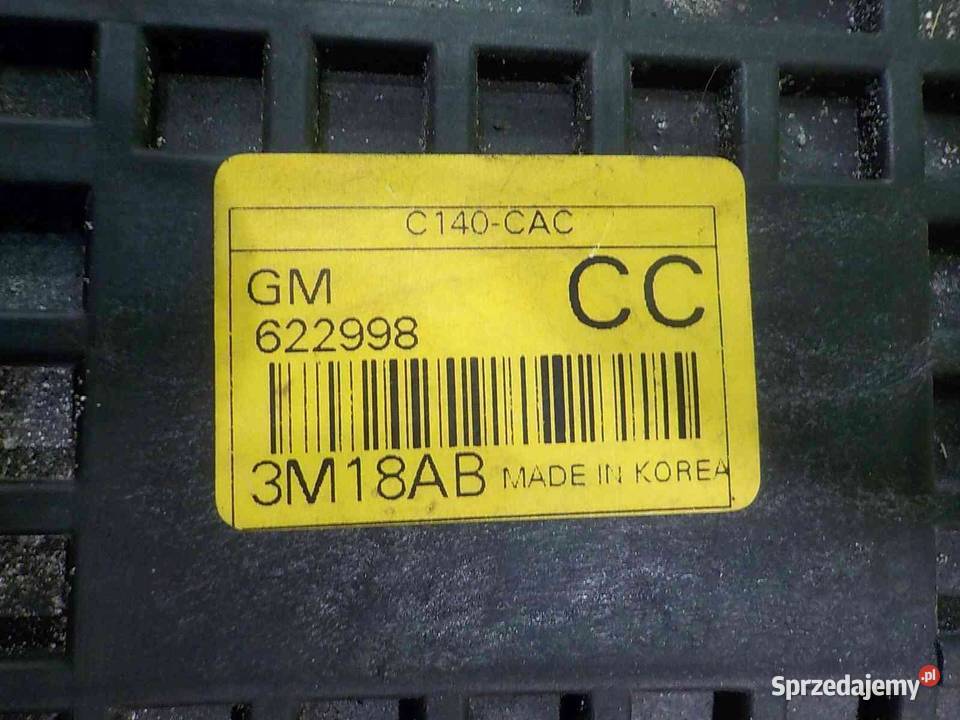 C140-CAC
GM
CC
622998
3M18AB MADE IN KOREA
Sprzedajemy.pl